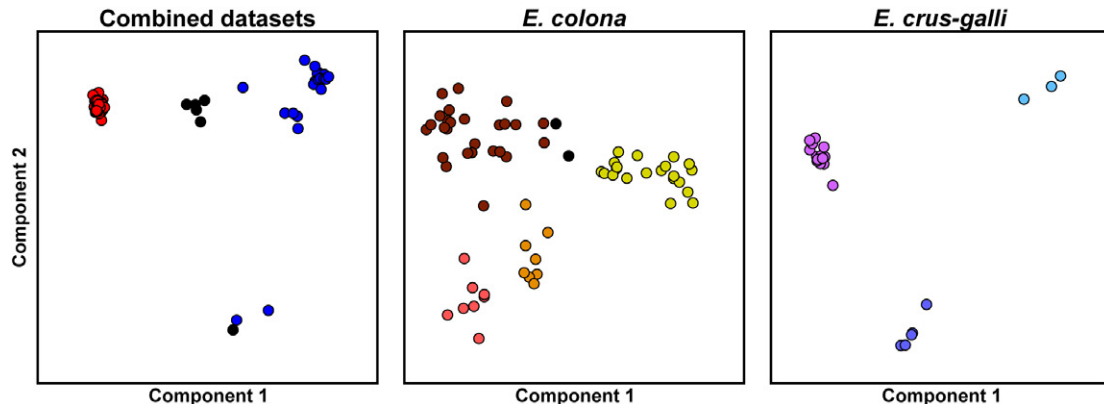 Combined datasets
E. colona
E. crus-galli
Component 2
Component 1
Component 1
Component 1